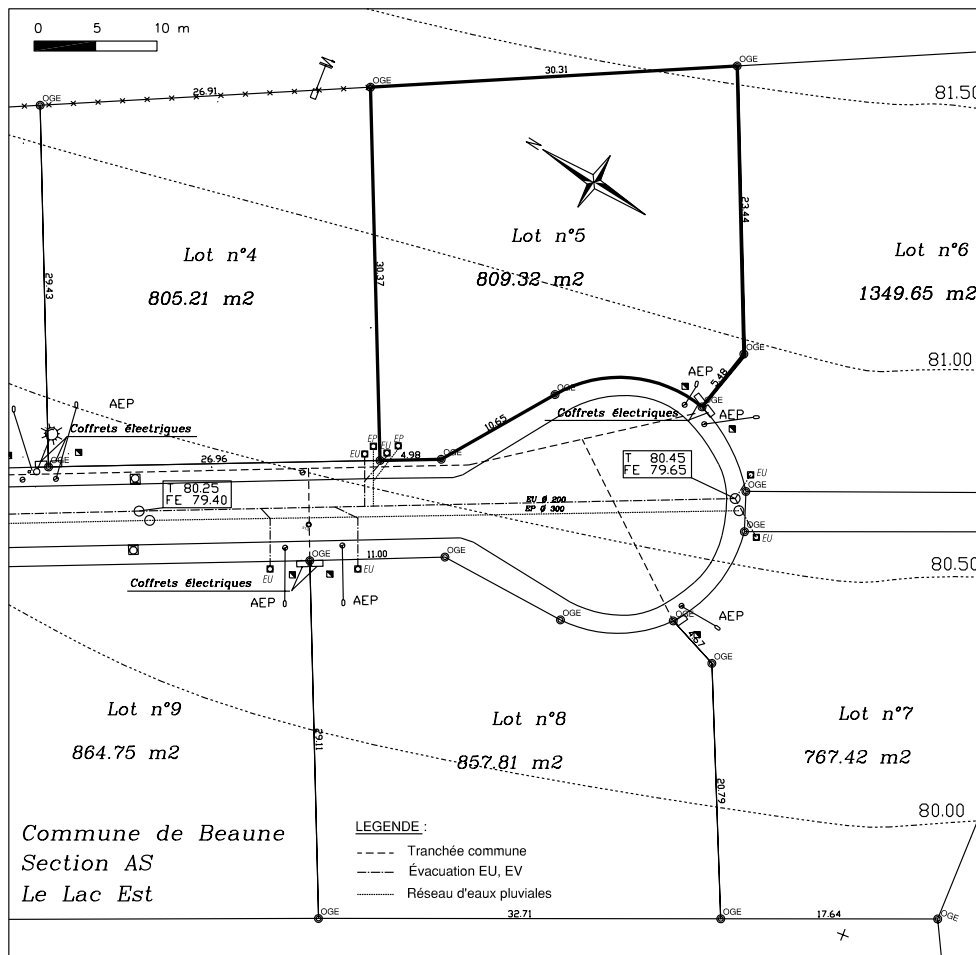 0 5 10 m
OGE
OGE
OGE
26.91
30.31
M
81.50
N
Lot n°4
805.21 m2
Lot n°5
809.32 m2
Lot n°6
1349.65 m2
29.43
30.37
23.44
81.00
OGE
AEP
5.48
OGE
AEP
Coffrets électriques
10.65
AEP
Coffrets électriques
OGE
26.96
EU
EP
EU
EP
4.98
T 80.25
FE 79.40
T 80.45
FE 79.65
EU
OGE
EU Ø 200
EP Ø 300
OGE
EU
80.50
OGE
11.00
EU
EU
Coffrets électriques
AEP
AEP
OGE
AEP
4.67
OGE
Lot n°9
864.75 m2
Lot n°8
857.81 m2
Lot n°7
767.42 m2
29.11
20.79
80.00
Commune de Beaune
Section AS
Le Lac Est
LEGENDE :
Tranchée commune
Évacuation EU, EV
Réseau d'eaux pluviales
OGE
32.71
OGE
17.64
OGE